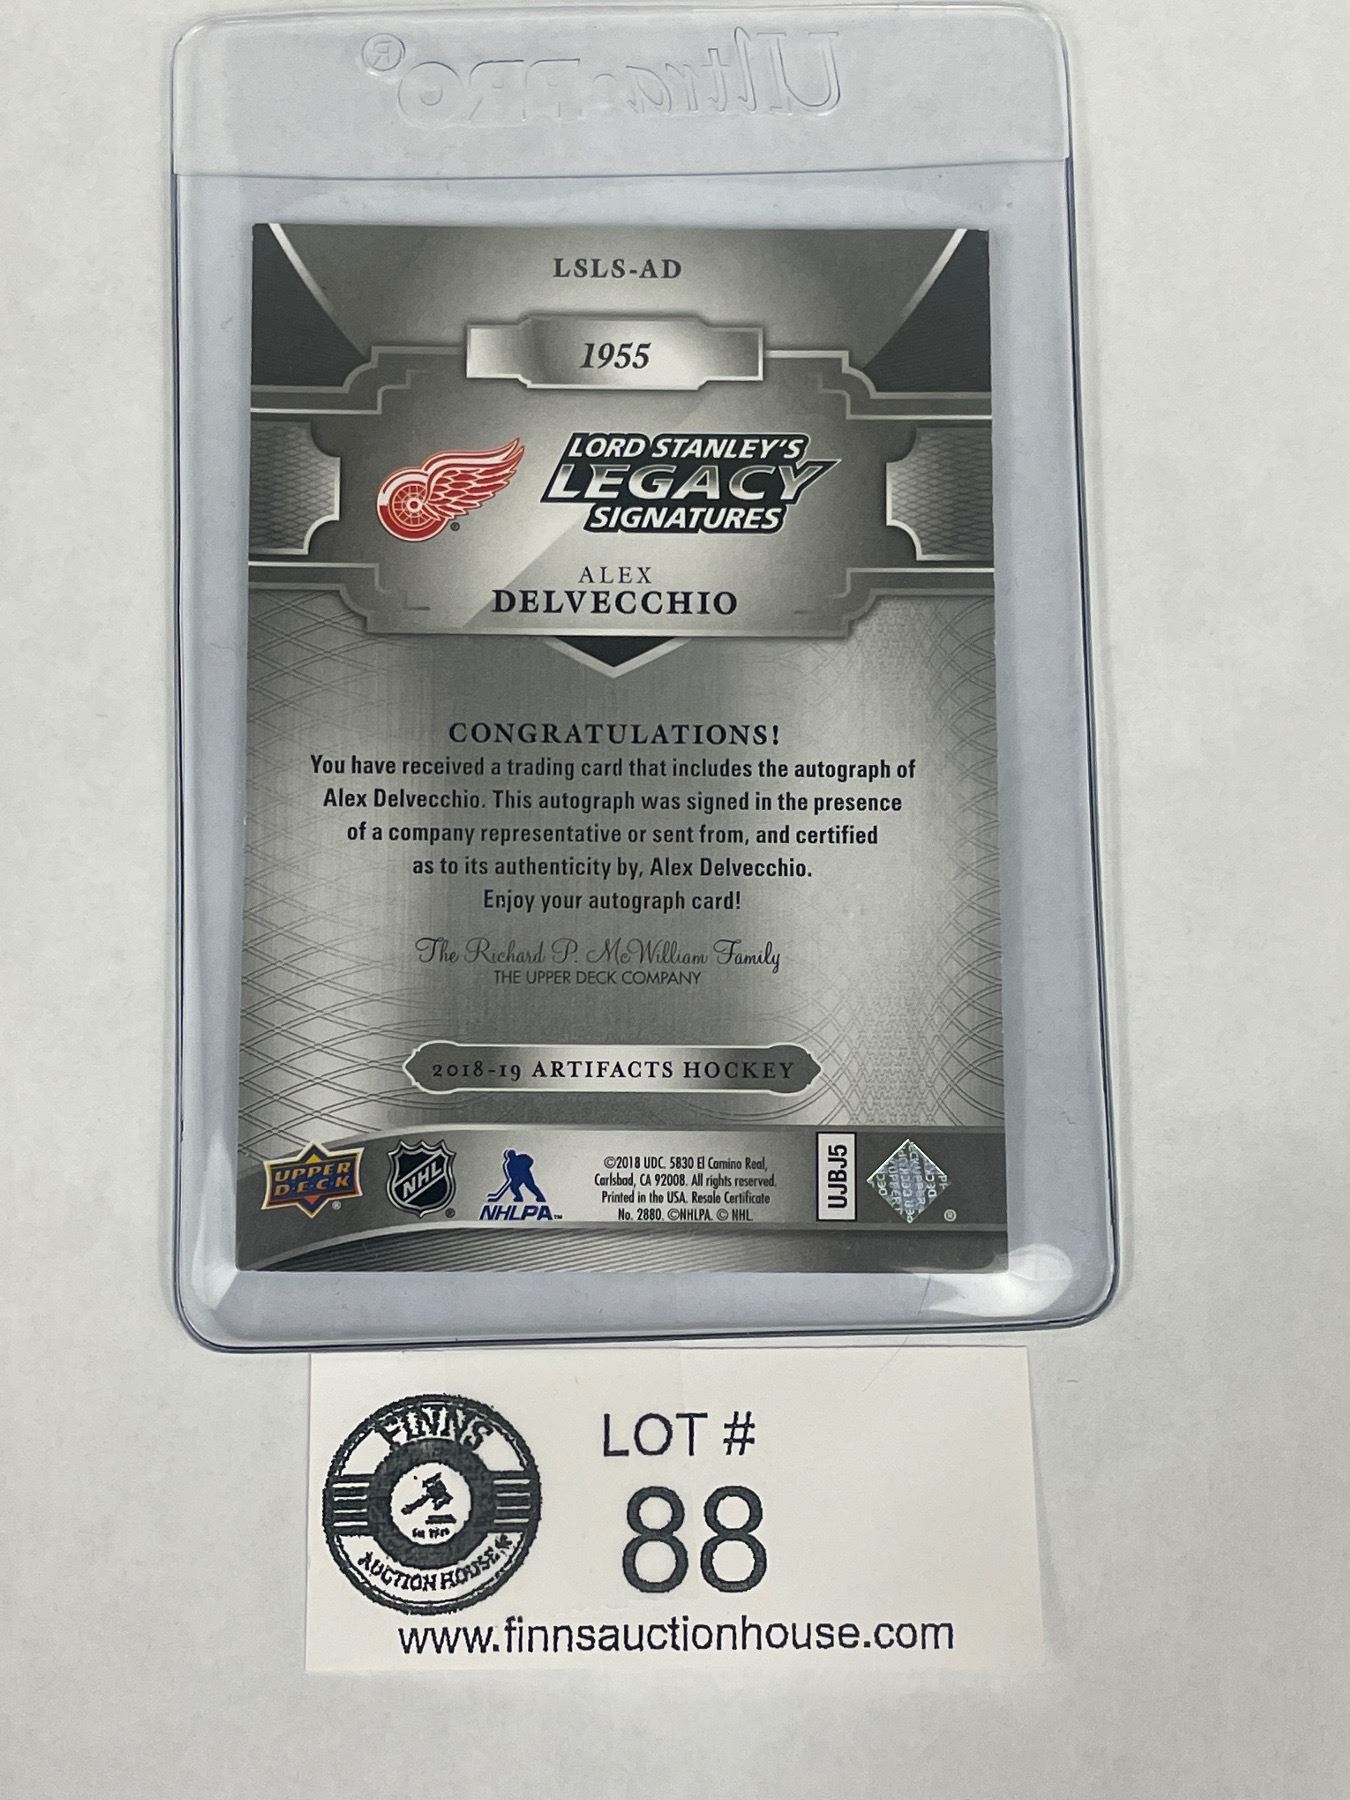 Ultra•PRO®
LSLS-AD
1955
LORD STANLEY'S
LEGACY
SIGNATURES
ALEX
DELVECCHIO
CONGRATULATIONS!
You have received a trading card that includes the autograph of
Alex Delvecchio. This autograph was signed in the presence
of a company representative or sent from, and certified
as to its authenticity by, Alex Delvecchio.
Enjoy your autograph card!
The Richard P. McWilliam Family
THE UPPER DECK COMPANY
2018-19 ARTIFACTS HOCKEY
UPPER
D·E·C·K
®
NHL
®
NHLPA™
©2018 UDC. 5830 El Camino Real,
Carlsbad, CA 92008. All rights reserved.
Printed in the USA. Resale Certificate
No. 2880. ©NHLPA. © NHL
UJBJ5
®
FINNS
AUCTION HOUSE
LOT #
88
www.finnsauctionhouse.com